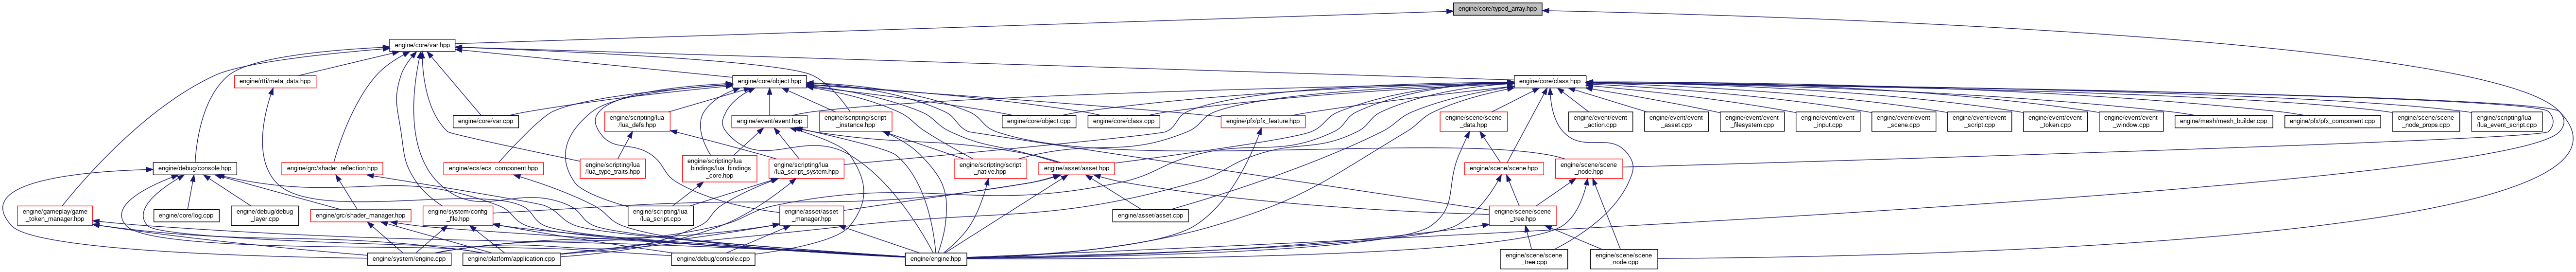 engine/core/typed_array.hpp
engine/core/var.hpp
engine/rtti/meta_data.hpp
engine/core/object.hpp
engine/core/class.hpp
engine/core/var.cpp
engine/scripting/lua
/lua_defs.hpp
engine/event/event.hpp
engine/scripting/script
_instance.hpp
engine/core/object.cpp
engine/core/class.cpp
engine/pfx/pfx_feature.hpp
engine/scene/scene
_data.hpp
engine/event/event
_action.cpp
engine/event/event
_asset.cpp
engine/event/event
_filesystem.cpp
engine/event/event
_input.cpp
engine/event/event
_scene.cpp
engine/event/event
_script.cpp
engine/event/event
_token.cpp
engine/event/event
_window.cpp
engine/mesh/mesh_builder.cpp
engine/pfx/pfx_component.cpp
engine/scene/scene
_node_props.cpp
engine/scripting/lua
/lua_event_script.cpp
engine/debug/console.hpp
engine/grc/shader_reflection.hpp
engine/ecs/ecs_component.hpp
engine/scripting/lua
/lua_type_traits.hpp
engine/scripting/lua
_bindings/lua_bindings
_core.hpp
engine/scripting/lua
/lua_script_system.hpp
engine/scripting/script
_native.hpp
engine/asset/asset.hpp
engine/scene/scene.hpp
engine/scene/scene
_node.hpp
engine/gameplay/game
_token_manager.hpp
engine/core/log.cpp
engine/debug/debug
_layer.cpp
engine/grc/shader_manager.hpp
engine/system/config
_file.hpp
engine/scripting/lua
/lua_script.cpp
engine/asset/asset
_manager.hpp
engine/asset/asset.cpp
engine/scene/scene
_tree.hpp
engine/system/engine.cpp
engine/platform/application.cpp
engine/debug/console.cpp
engine/engine.hpp
engine/scene/scene
_tree.cpp
engine/scene/scene
_node.cpp